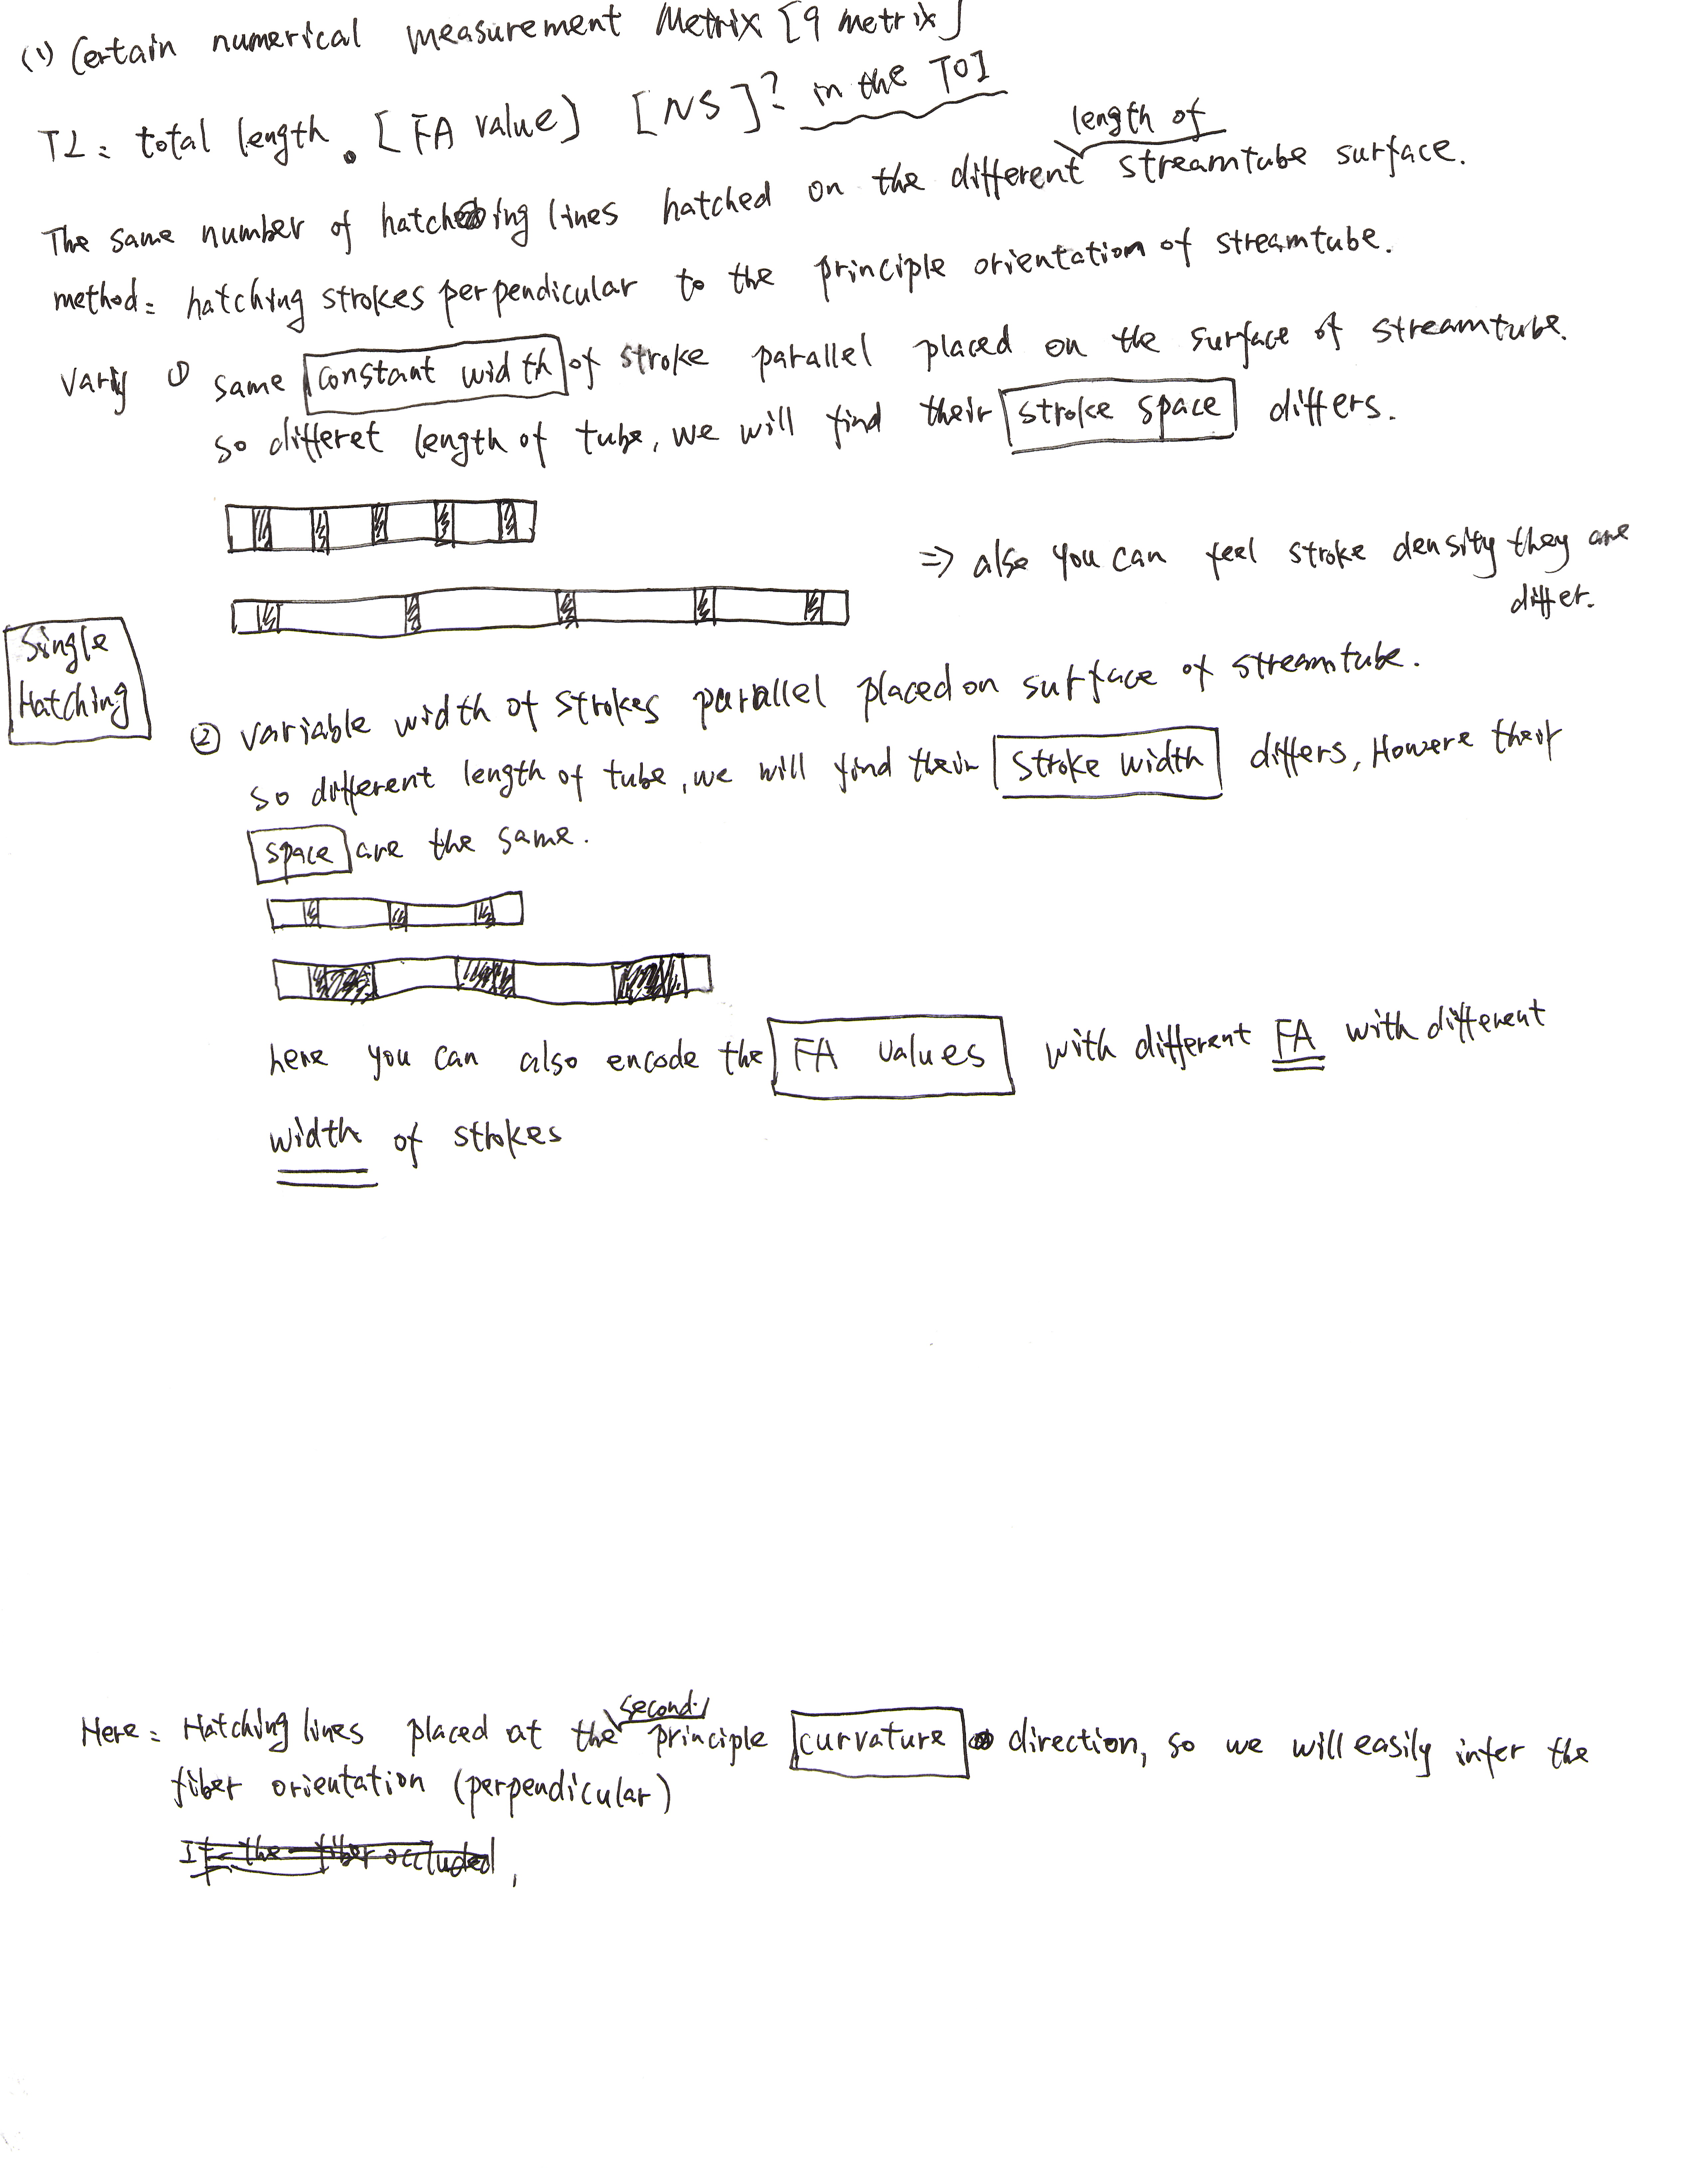 (1) Certain numerical measurement Metrix [9 metrix]
TL: total length. [FA value] [NS]? in the TOI
length of
The same number of hatching lines hatched on the different streamtube surface.
method: hatching strokes perpendicular to the principle orientation of streamtube.
Vary ① same constant width of stroke parallel placed on the surface of streamtube.
so differet length of tube, we will find their stroke space differs.
⇒ also you can feel stroke density they are
differ.
Single
Hatching
② variable width of strokes parallel placed on surface of streamtube.
so different length of tube, we will find their stroke width differs, Howere their
space are the same.
here you can also encode the FA values with different FA with different
width of strokes
second
Here: Hatching lines placed at the principle curvature direction, so we will easily infer the
fiber orientation (perpendicular)
If the fiber occluded,